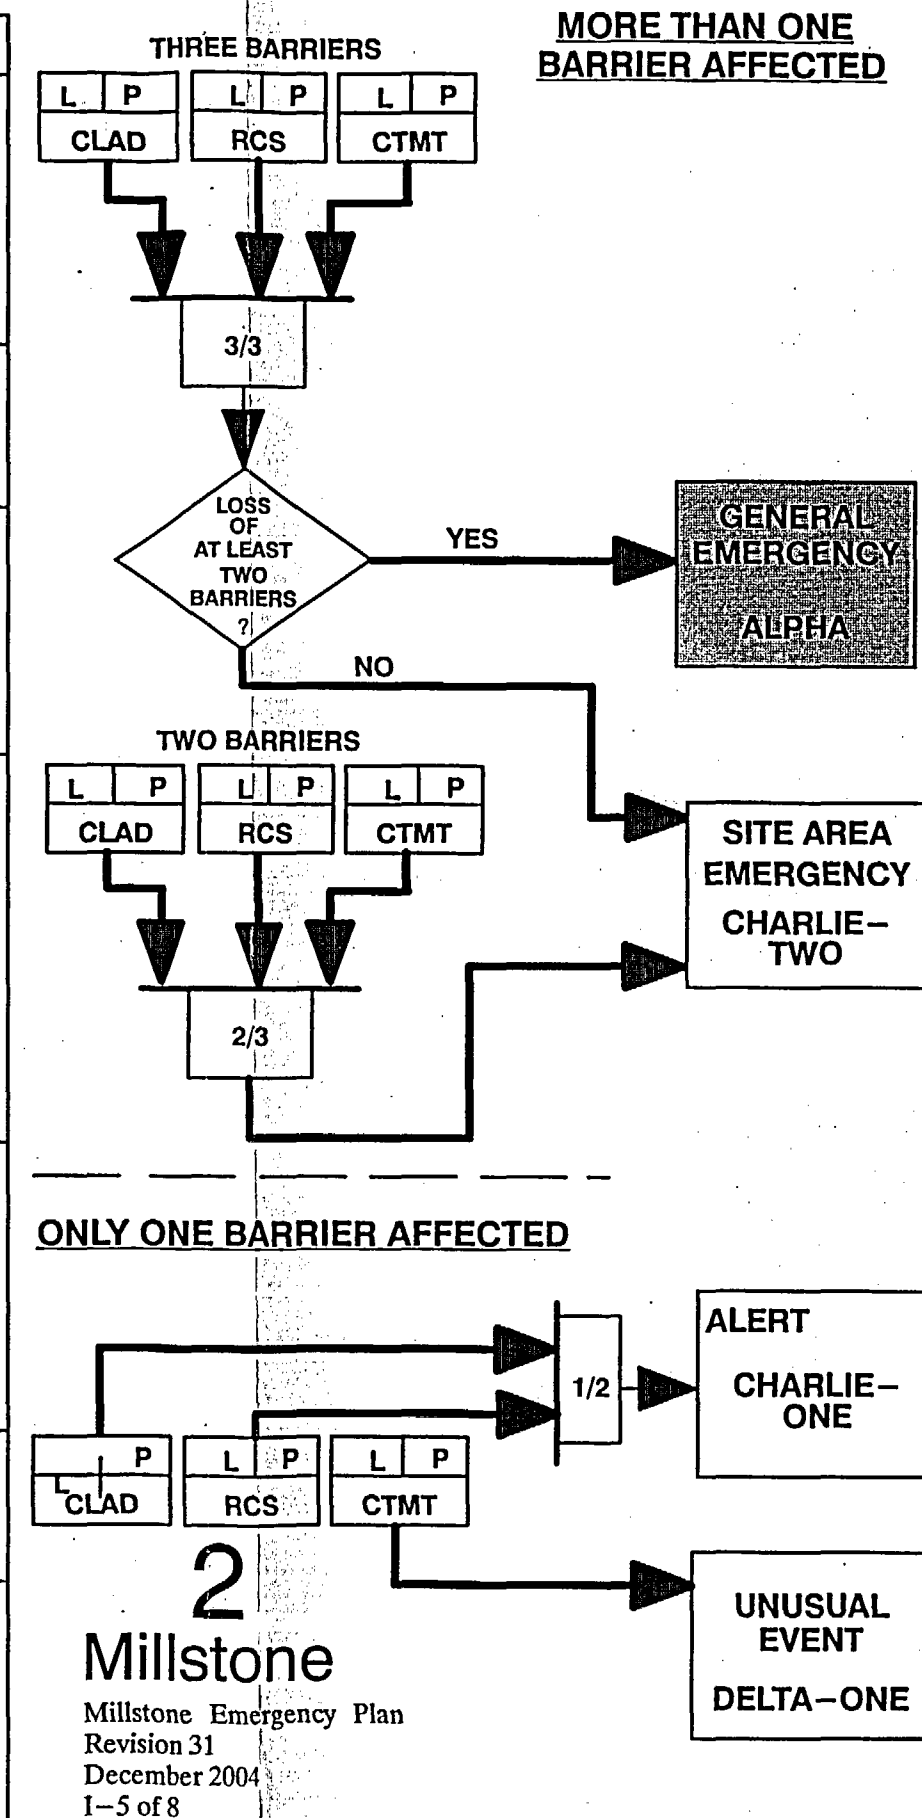 MORE THAN ONE
BARRIER AFFECTED
THREE BARRIERS
L P L P L P
CLAD RCS CTMT
3/3
LOSS
OF
AT LEAST
TWO
BARRIERS
?
YES
GENERAL
EMERGENCY
ALPHA
NO
TWO BARRIERS
L P L P L P
CLAD RCS CTMT
SITE AREA
EMERGENCY
CHARLIE–
TWO
2/3
ONLY ONE BARRIER AFFECTED
ALERT
CHARLIE–
ONE
1/2
L P L P L P
CLAD RCS CTMT
UNUSUAL
EVENT
DELTA–ONE
2
Millstone
Millstone Emergency Plan
Revision 31
December 2004
I–5 of 8